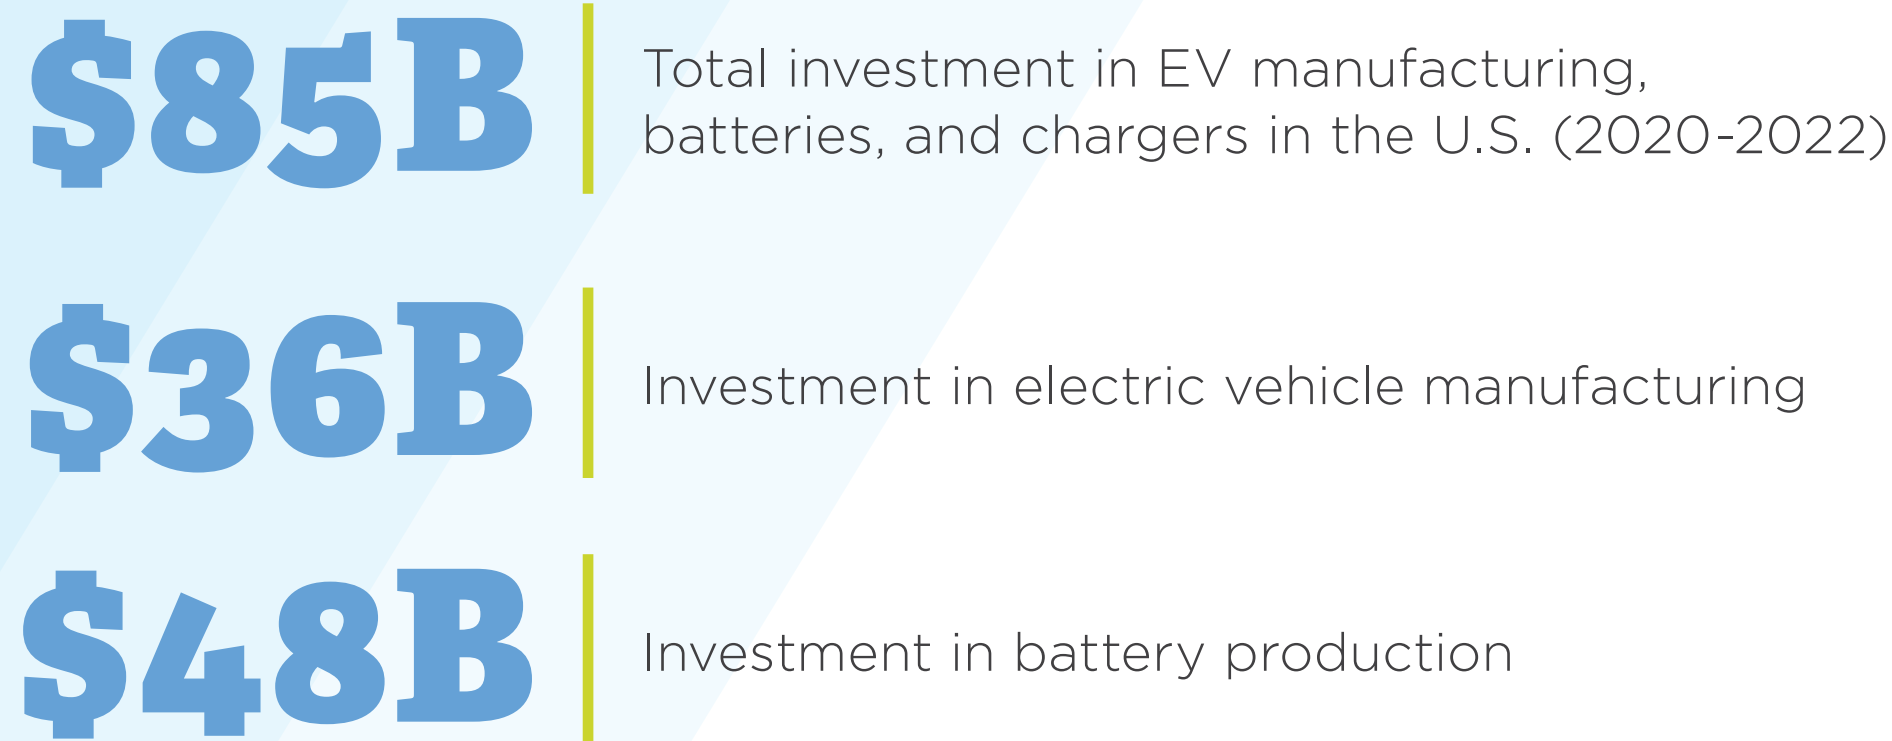 $85B
Total investment in EV manufacturing,
batteries, and chargers in the U.S. (2020-2022)
$36B
Investment in electric vehicle manufacturing
$48B
Investment in battery production